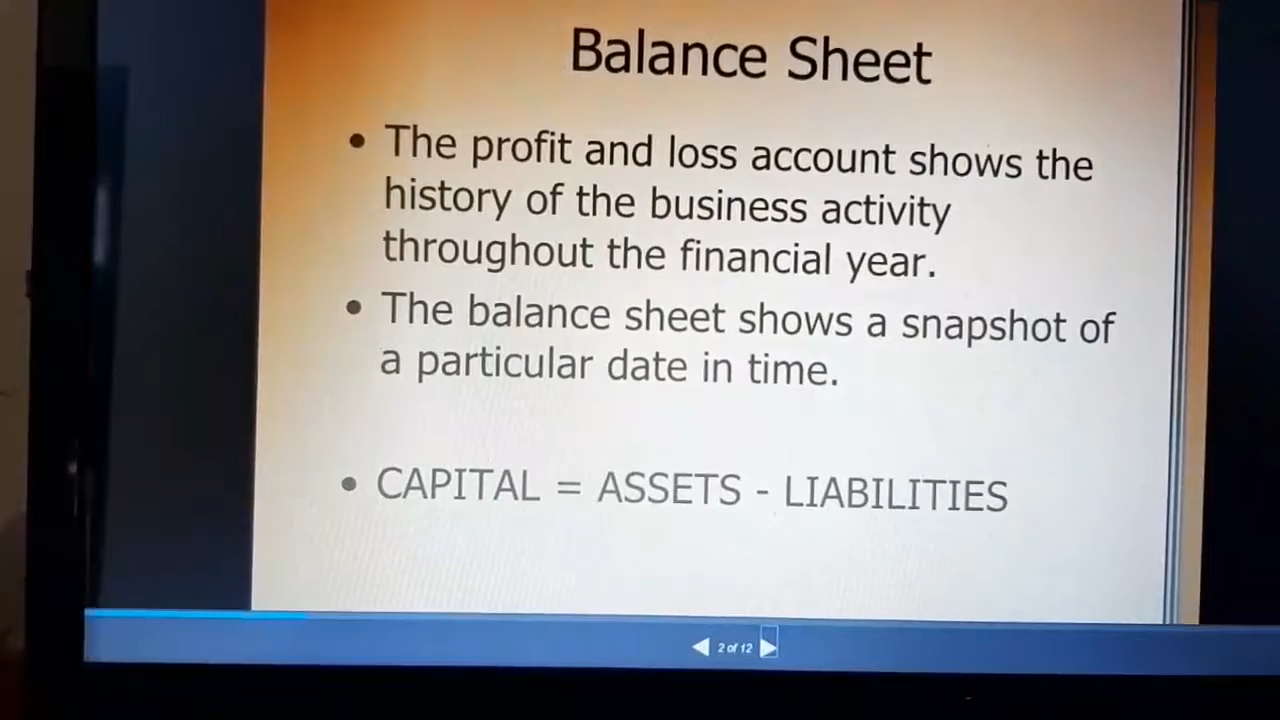 Balance Sheet
• The profit and loss account shows the
history of the business activity
throughout the financial year.
• The balance sheet shows a snapshot of
a particular date in time.
• CAPITAL = ASSETS - LIABILITIES
2 of 12